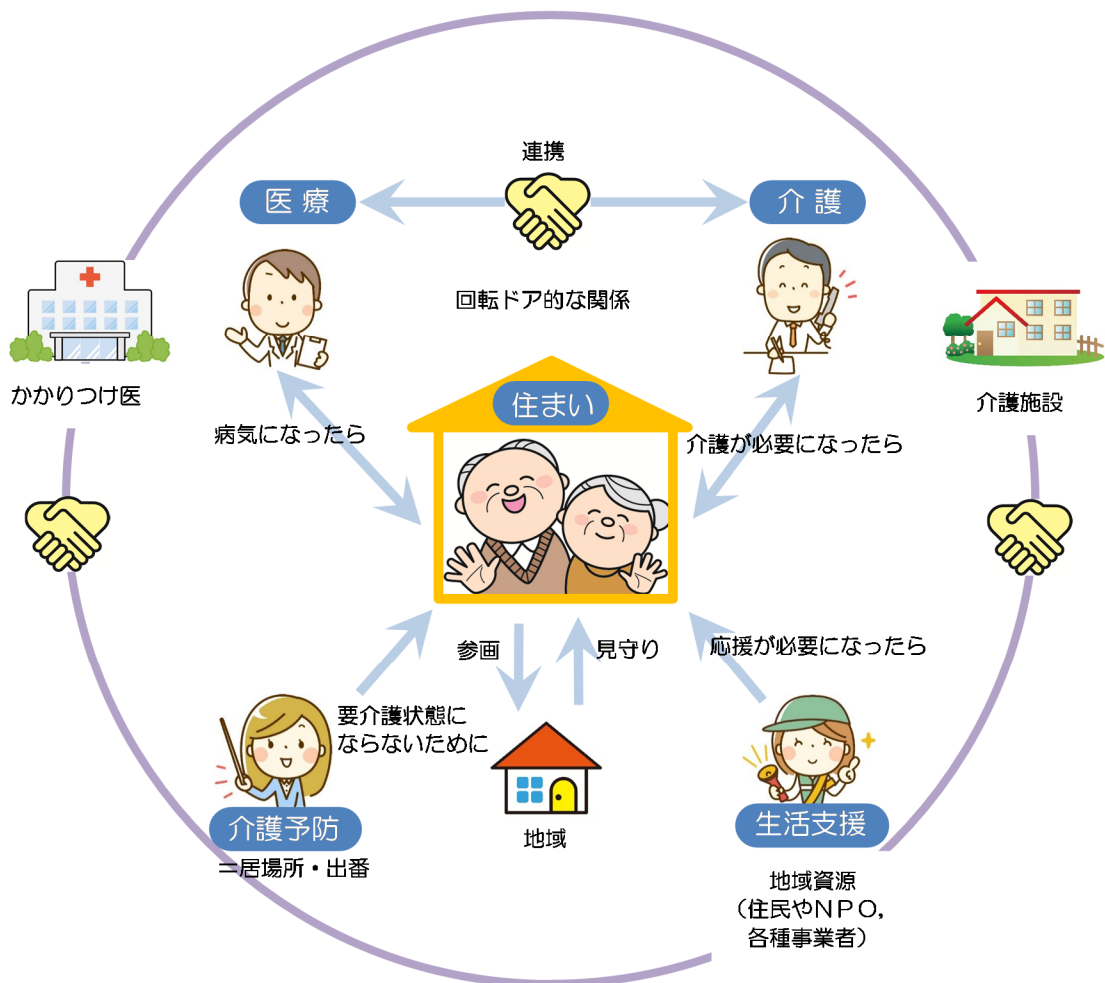 連携
医療
介護
回転ドア的な関係
かかりつけ医
介護施設
住まい
病気になったら
介護が必要になったら
参画
見守り
応援が必要になったら
要介護状態に
ならないために
介護予防
＝居場所・出番
地域
生活支援
地域資源
（住民やＮＰＯ，
各種事業者）